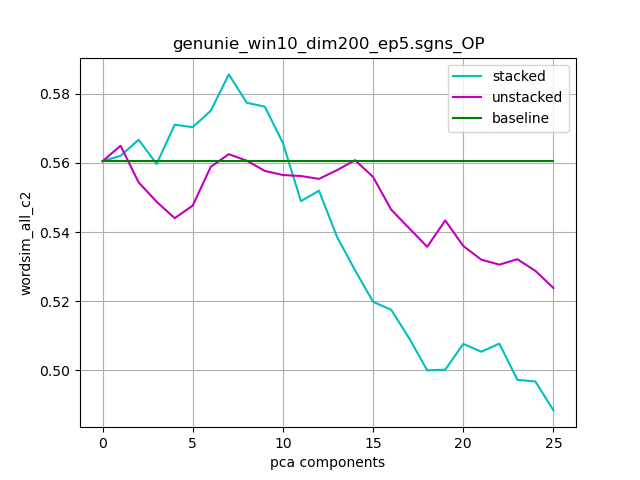 genunie_win10_dim200_ep5.sgns_OP
stacked
unstacked
baseline
wordsim_all_c2
0.58
0.56
0.54
0.52
0.50
0 5 10 15 20 25
pca components